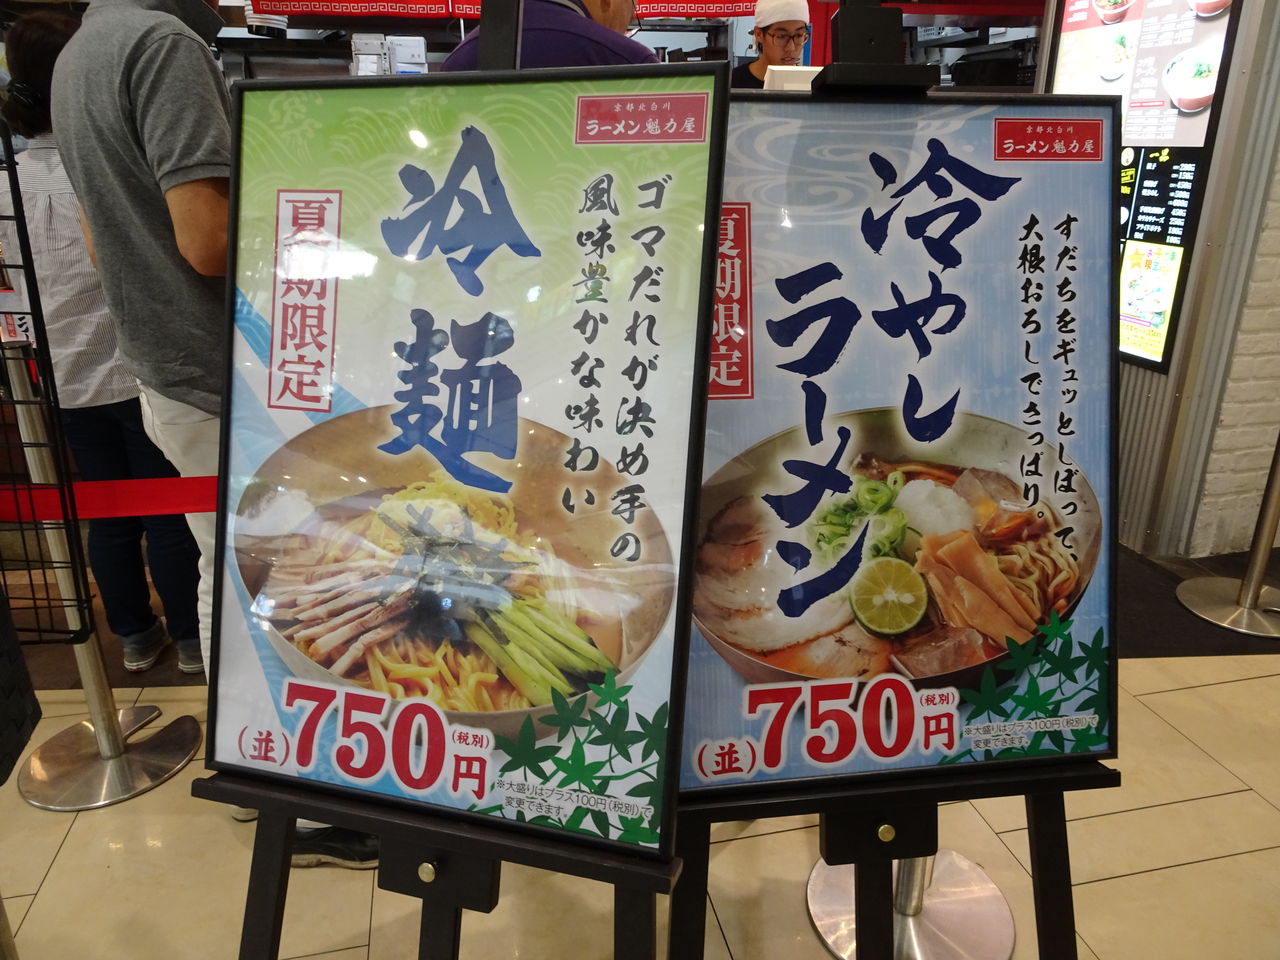 京都北白川
ラーメン魁力屋
夏期限定
冷麺
ゴマだれが決め手の
風味豊かな味わい
(並)750円(税別)
※大盛りはプラス100円(税別)で
変更できます。
京都北白川
ラーメン魁力屋
夏期限定
冷やし
ラーメン
すだちをギュッとしぼって、
大根おろしでさっぱり。
(並)750円(税別)
※大盛りはプラス100円(税別)で
変更できます。